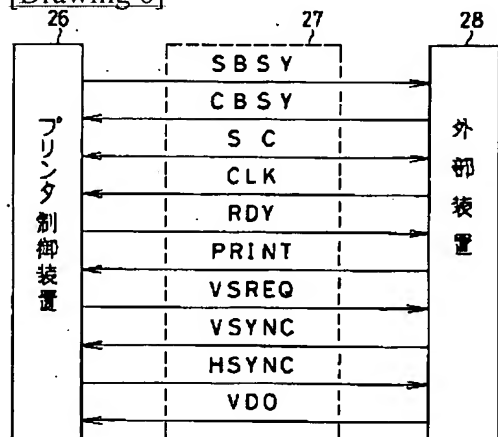 [Drawing 6]
26
27
28
プリンタ制御装置
SBSY
CBSY
SC
CLK
RDY
PRINT
VSREQ
VSYNC
HSYNC
VDO
外部装置